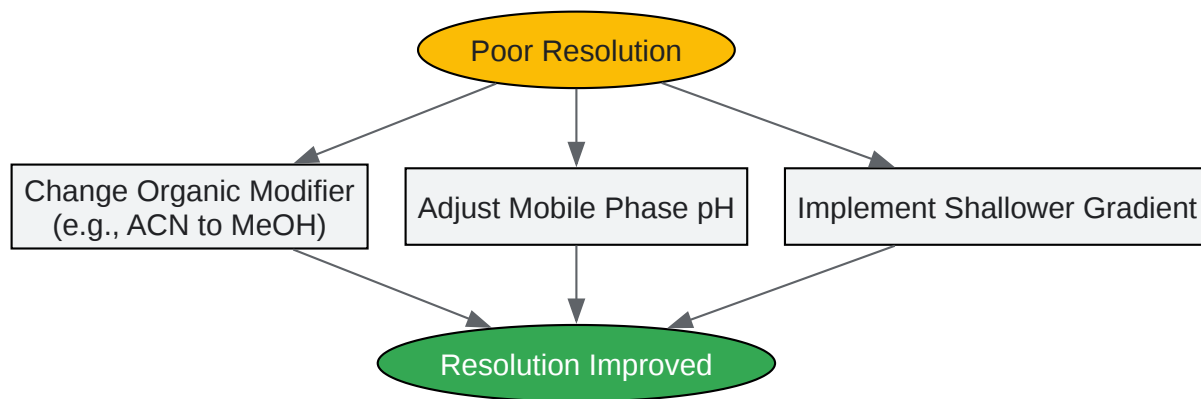 Poor Resolution
Change Organic Modifier
(e.g., ACN to MeOH)
Adjust Mobile Phase pH
Implement Shallower Gradient
Resolution Improved